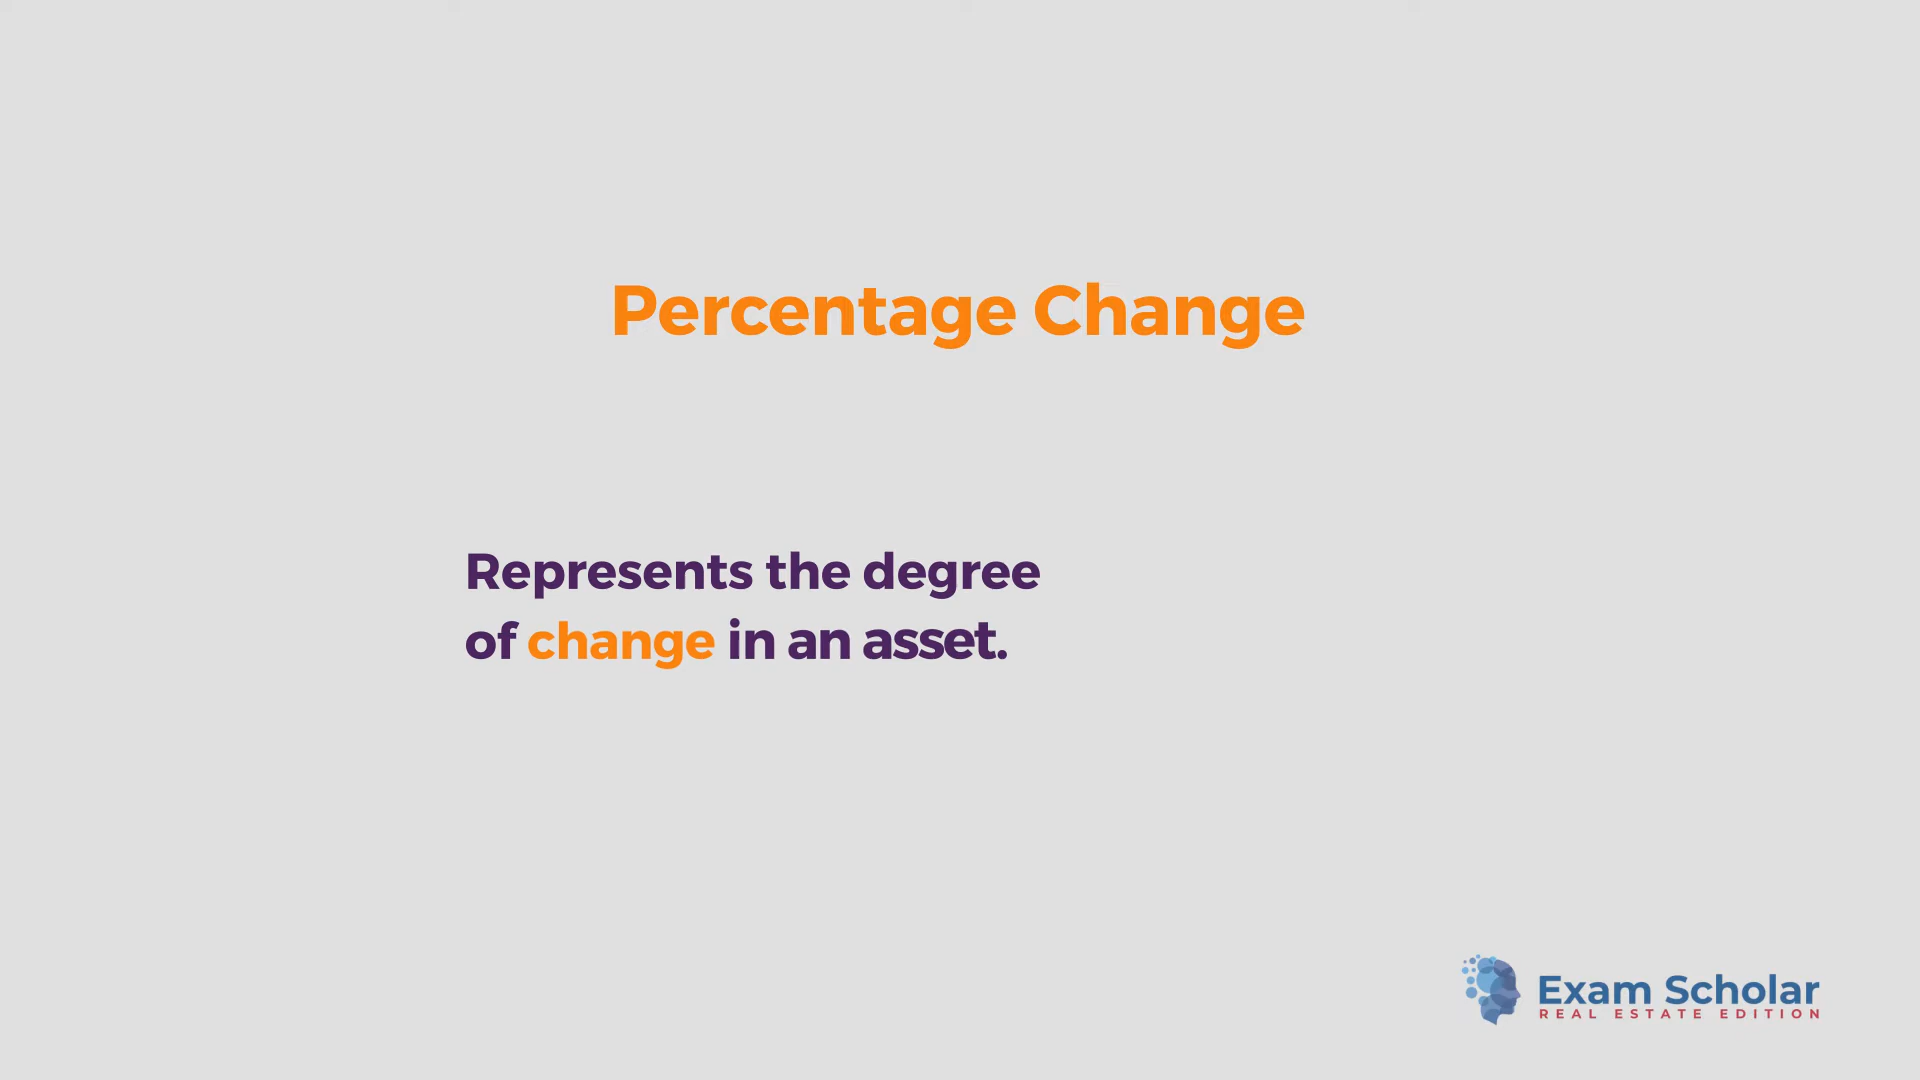 Percentage Change
Represents the degree
of change in an asset.
Exam Scholar
REAL ESTATE EDITION